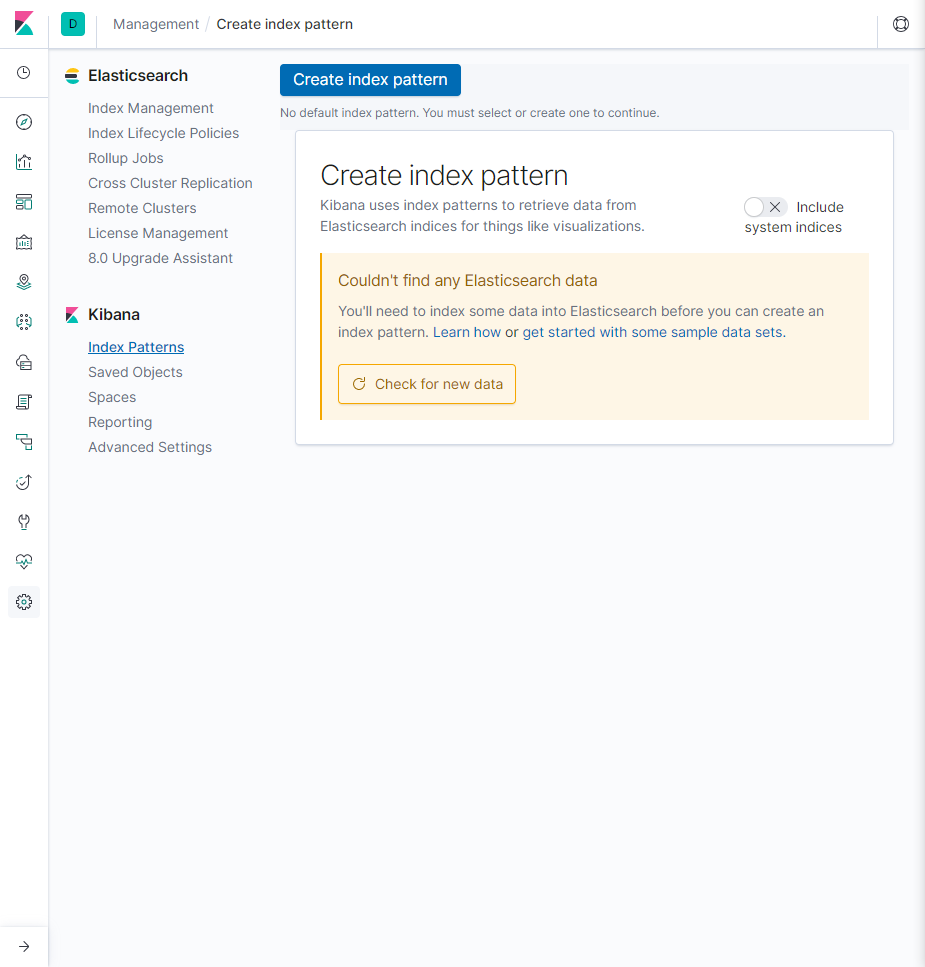 D Management / Create index pattern
Elasticsearch
Index Management
Index Lifecycle Policies
Rollup Jobs
Cross Cluster Replication
Remote Clusters
License Management
8.0 Upgrade Assistant
Kibana
Index Patterns
Saved Objects
Spaces
Reporting
Advanced Settings
Create index pattern
No default index pattern. You must select or create one to continue.
Create index pattern
Kibana uses index patterns to retrieve data from
Elasticsearch indices for things like visualizations.
Include
system indices
Couldn't find any Elasticsearch data
You'll need to index some data into Elasticsearch before you can create an
index pattern. Learn how or get started with some sample data sets.
Check for new data